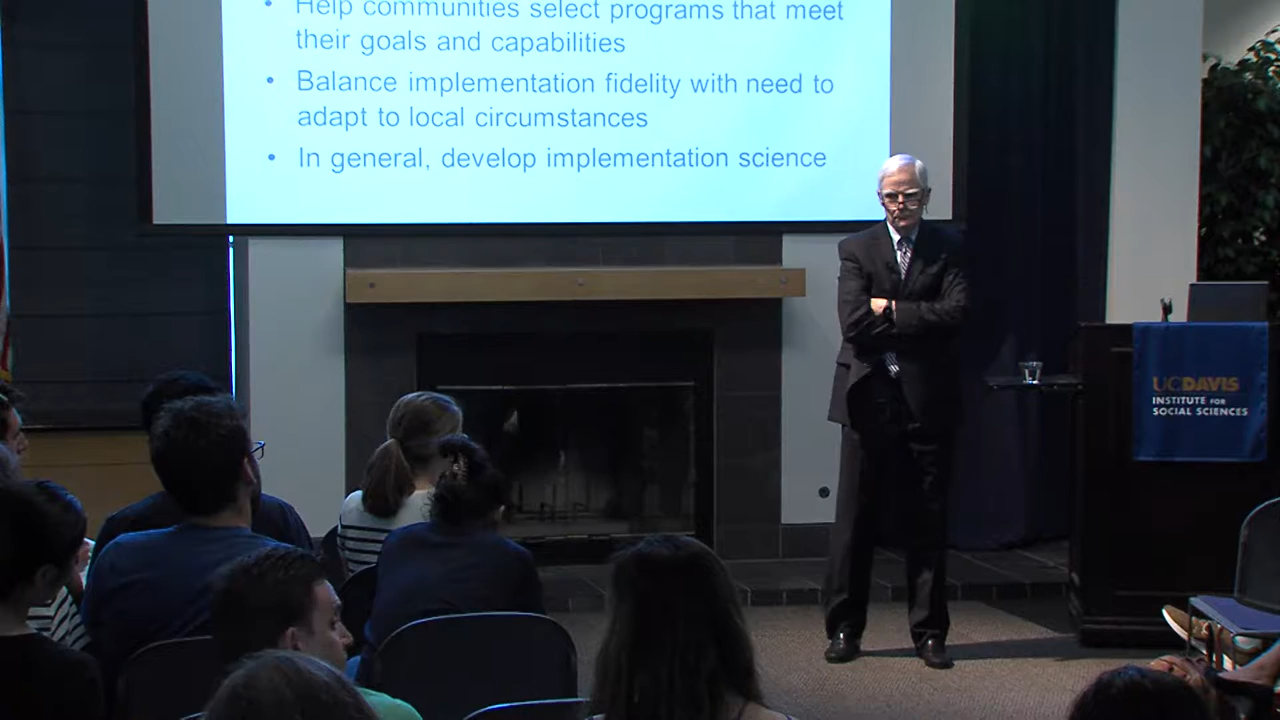 • Help communities select programs that meet
their goals and capabilities
• Balance implementation fidelity with need to
adapt to local circumstances
• In general, develop implementation science
UCDAVIS
INSTITUTE FOR
SOCIAL SCIENCES